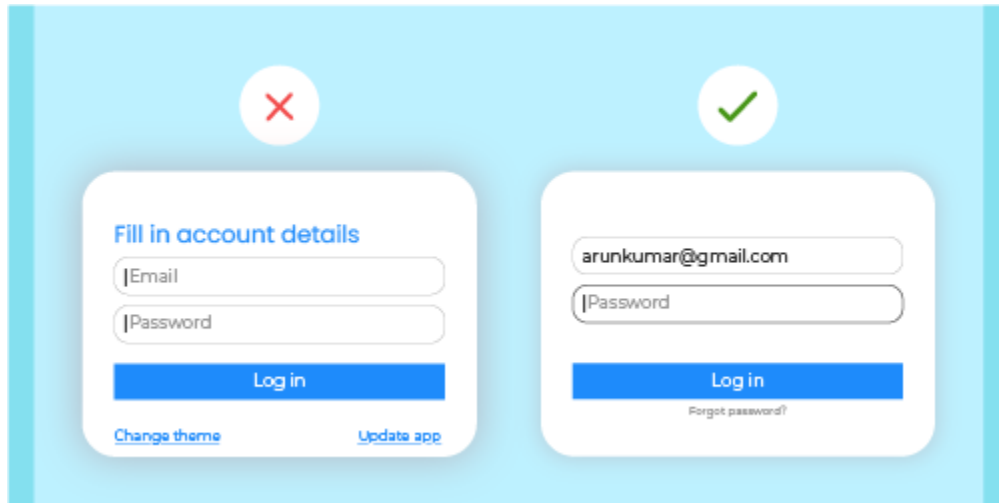 Fill in account details
Email
Password
Log in
Change theme
Update app
arunkumar@gmail.com
Password
Log in
Forgot password?